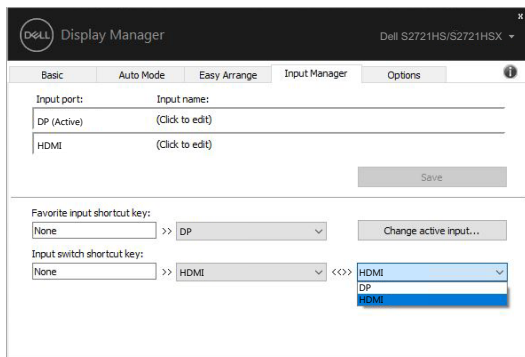 x
DELL Display Manager Dell S2721HS/S2721HSX
Basic Auto Mode Easy Arrange Input Manager Options
Input port: Input name:
DP (Active) (Click to edit)
HDMI (Click to edit)
Save
Favorite input shortcut key:
None >> DP Change active input...
Input switch shortcut key:
None >> HDMI <<>> HDMI
DP
HDMI